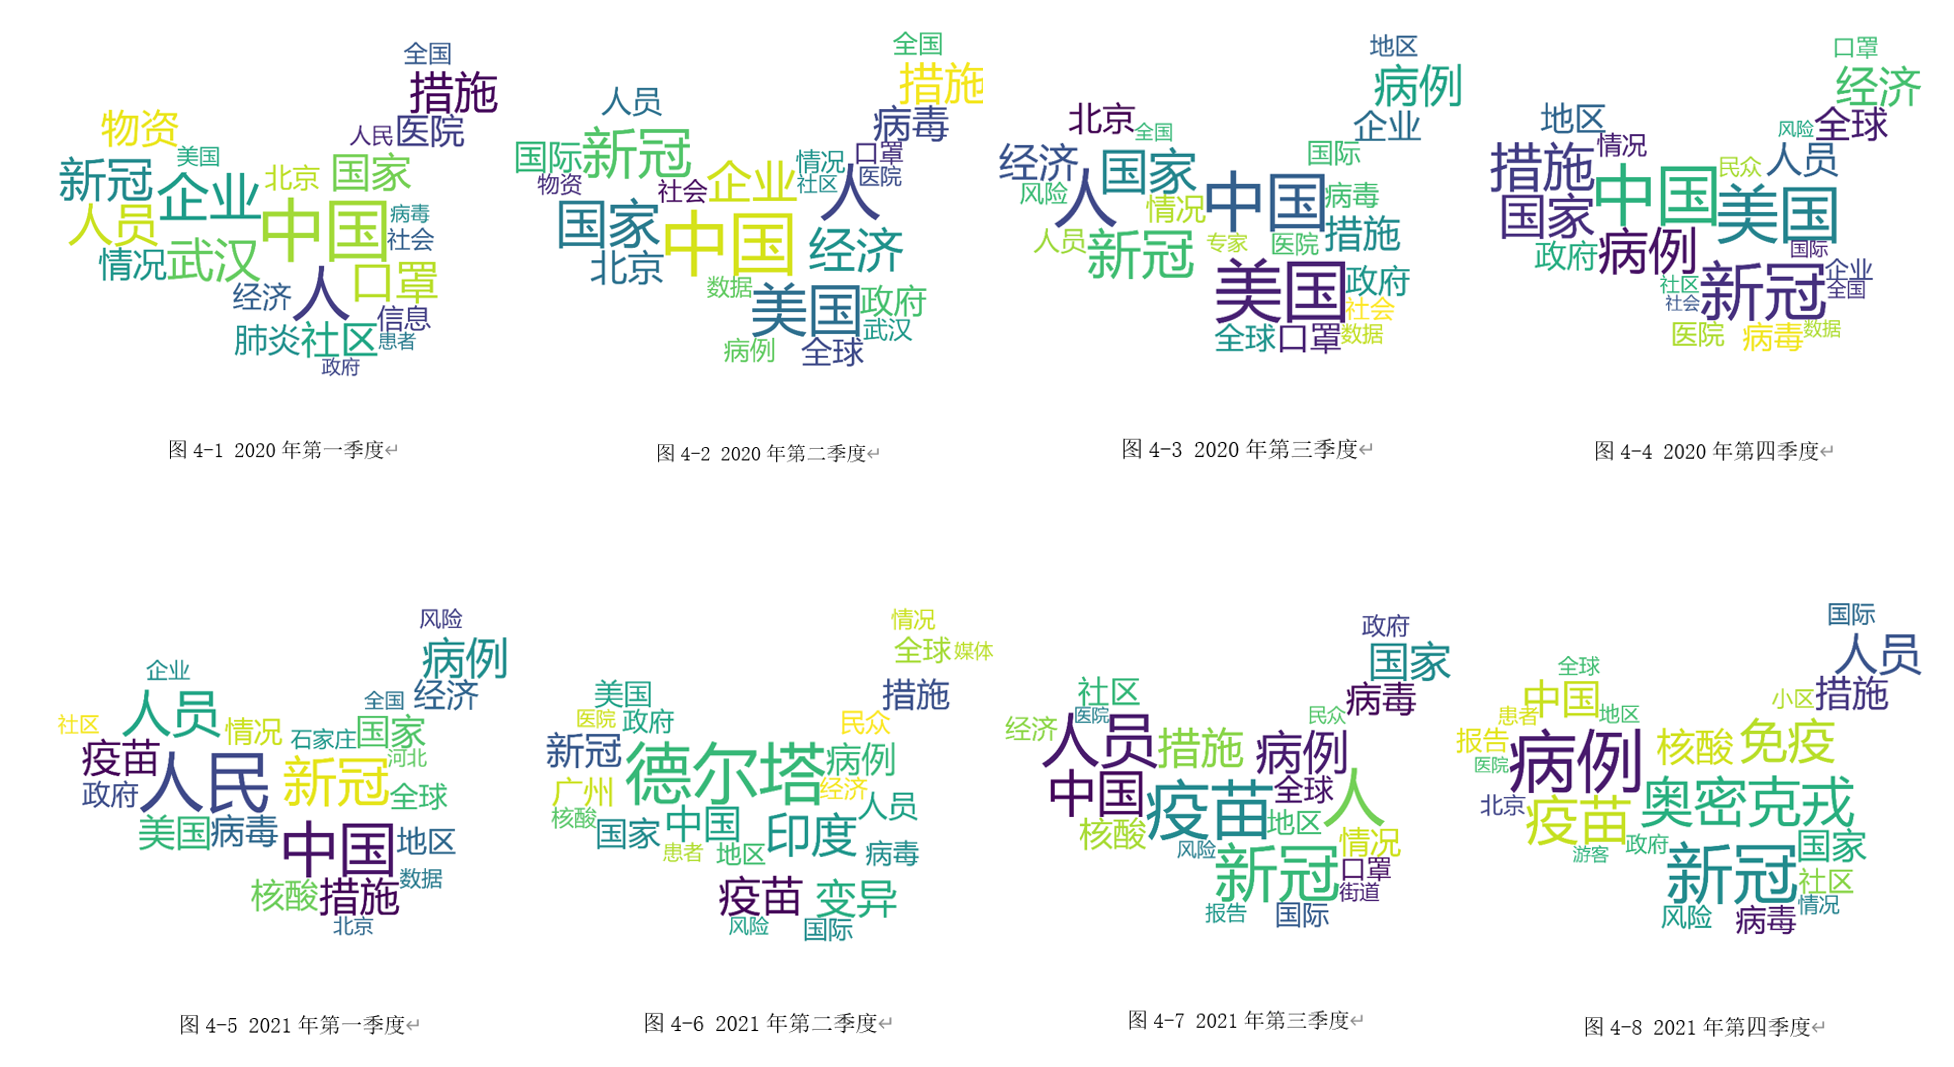 全国
措施
物资
人民 医院
新冠 美国 企业 北京 国家
人员 情况 武汉 中国 病毒
社会
经济 人 口罩
肺炎 社区 信息
患者
政府
图 4-1 2020 年第一季度
全国
人员 措施
病毒
国际 新冠 情况 口罩
物资 社会 企业 社区 人 医院
国家 中国 经济
北京 数据 美国 政府
武汉
病例 全球
图 4-2 2020 年第二季度
地区
病例
北京 全国 企业
经济 国家 国际
风险 人 情况 中国 病毒
人员 新冠 专家 医院 措施
美国 政府
社会
全球 口罩 数据
图 4-3 2020 年第三季度
口罩
经济
地区 风险 全球
措施 情况 民众 人员
国家 中国 美国
政府 病例 国际
社区 新冠 企业
社会 全国
医院 病毒 数据
图 4-4 2020 年第四季度
风险
病例
企业
全国 经济
社区 人员 情况 石家庄 国家
疫苗 河北
政府 人民 新冠 全球
美国 病毒 中国 地区
核酸 措施 数据
北京
图 4-5 2021 年第一季度
情况
全球 媒体
美国 措施
医院 政府 民众
新冠 德尔塔 病例
广州 经济
核酸 国家 中国 印度 人员
患者 地区 病毒
疫苗 变异
风险 国际
图 4-6 2021 年第二季度
政府
国家
社区 病毒
经济 医院 民众
人员 措施 病例
中国 疫苗 全球 人
核酸 地区
风险 情况
新冠 口罩
街道
报告 国际
图 4-7 2021 年第三季度
国际
人员
全球 措施
中国 小区
患者 地区
报告 病例 核酸 免疫
医院
北京 疫苗 奥密克戎
游客 政府 国家
新冠 社区
风险 病毒 情况
图 4-8 2021 年第四季度